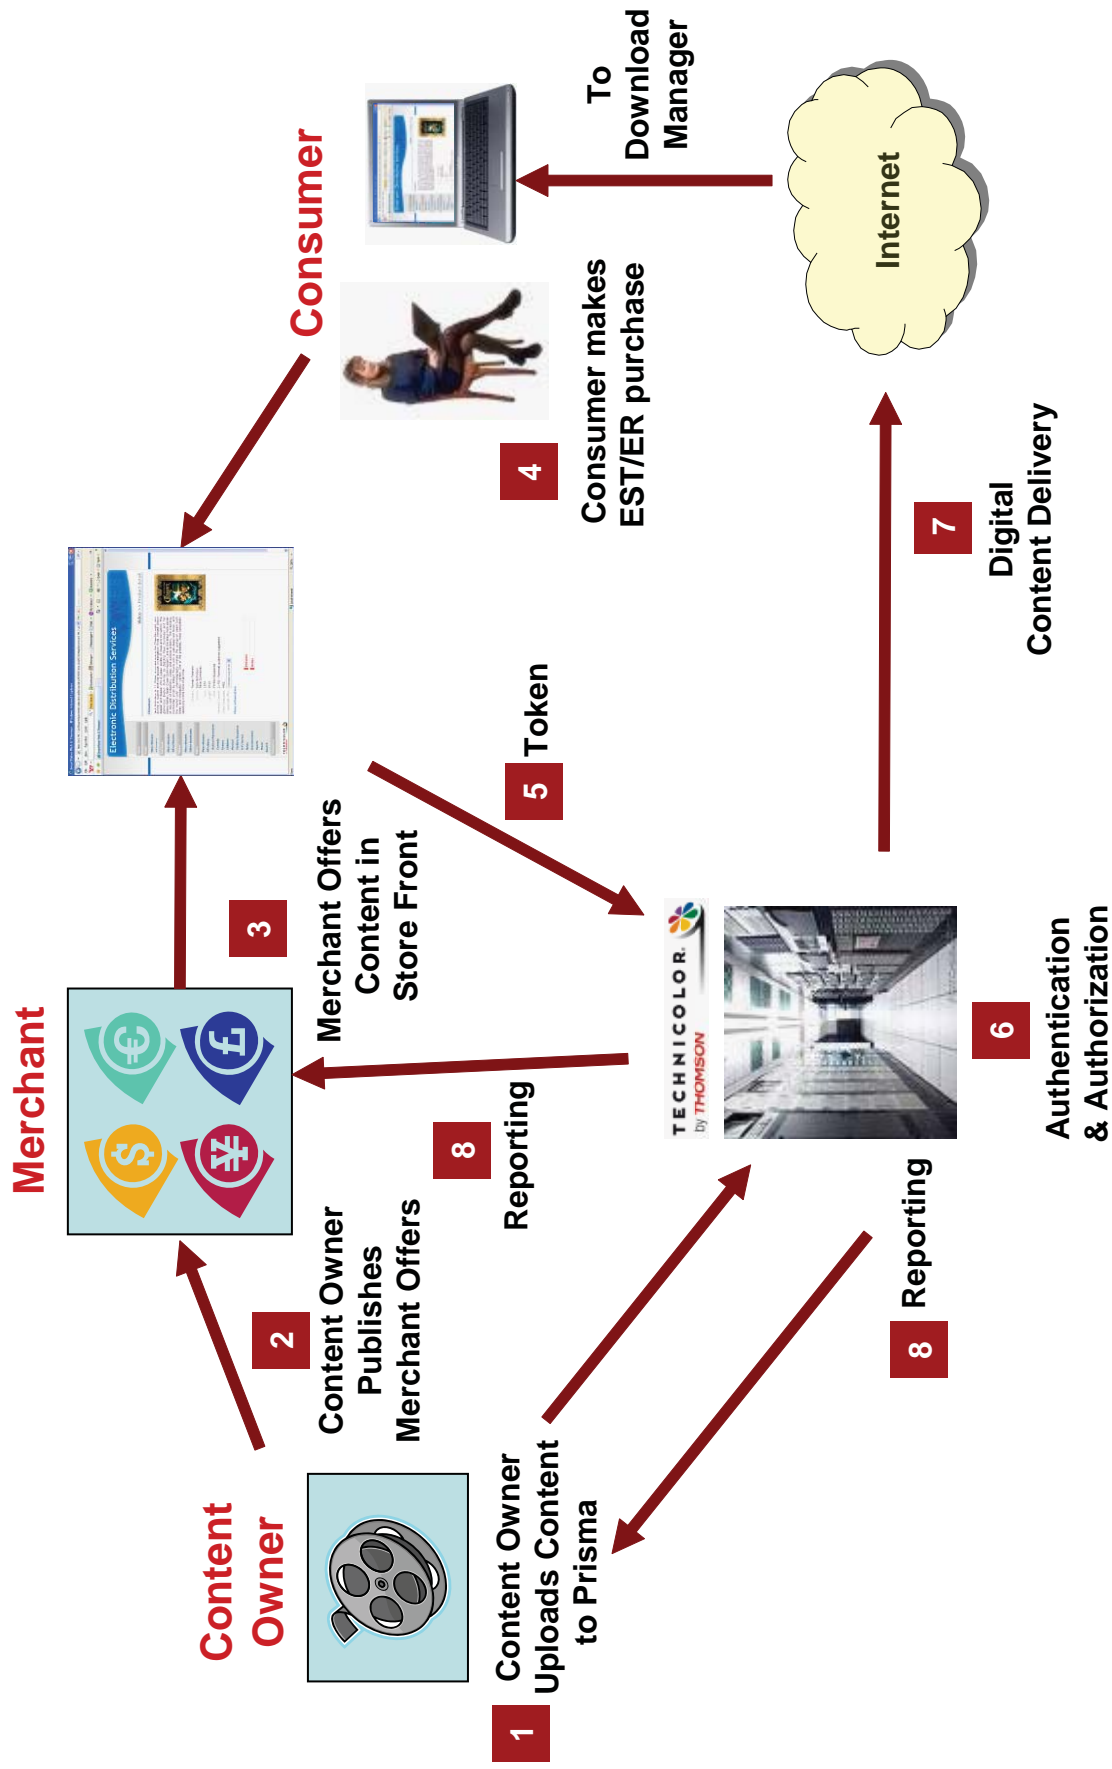 Merchant
Content
Owner
Consumer
Electronic Distribution Services
1
Content Owner
Uploads Content
to Prisma
2
Content Owner
Publishes
Merchant Offers
3
Merchant Offers
Content in
Store Front
4
Consumer makes
EST/ER purchase
5
Token
TECHNICOLOR.
by THOMSON
6
Authentication
& Authorization
7
Digital
Content Delivery
Internet
To
Download
Manager
8
Reporting
8
Reporting